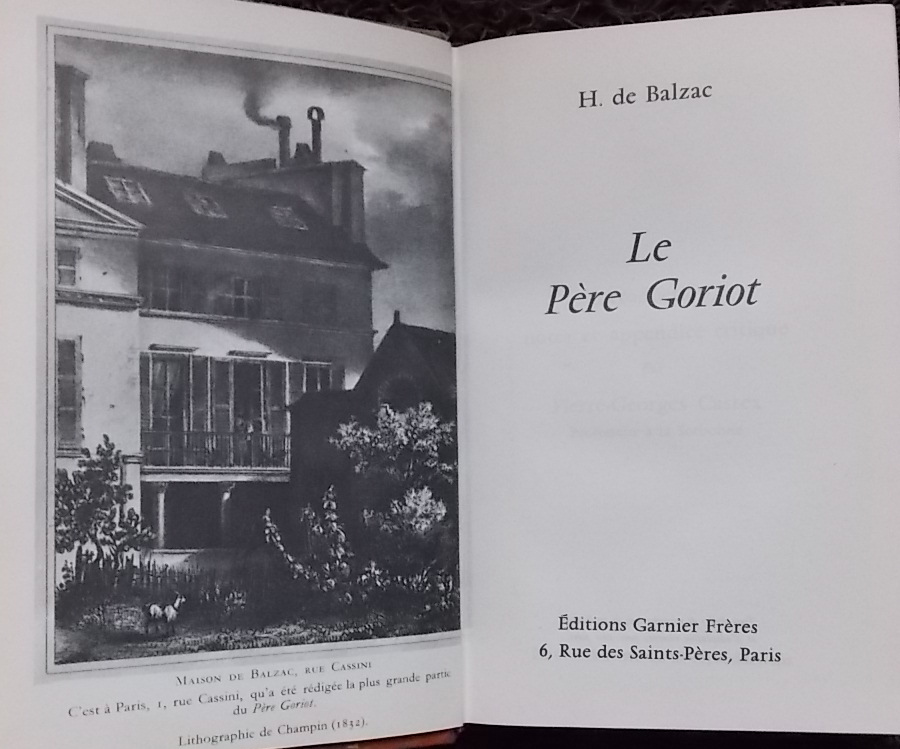 MAISON DE BALZAC, RUE CASSINI
C'est à Paris, 1, rue Cassini, qu'a été rédigée la plus grande partie
du Père Goriot.
Lithographie de Champin (1832).
H. de Balzac
Le
Père Goriot
Éditions Garnier Frères
6, Rue des Saints-Pères, Paris